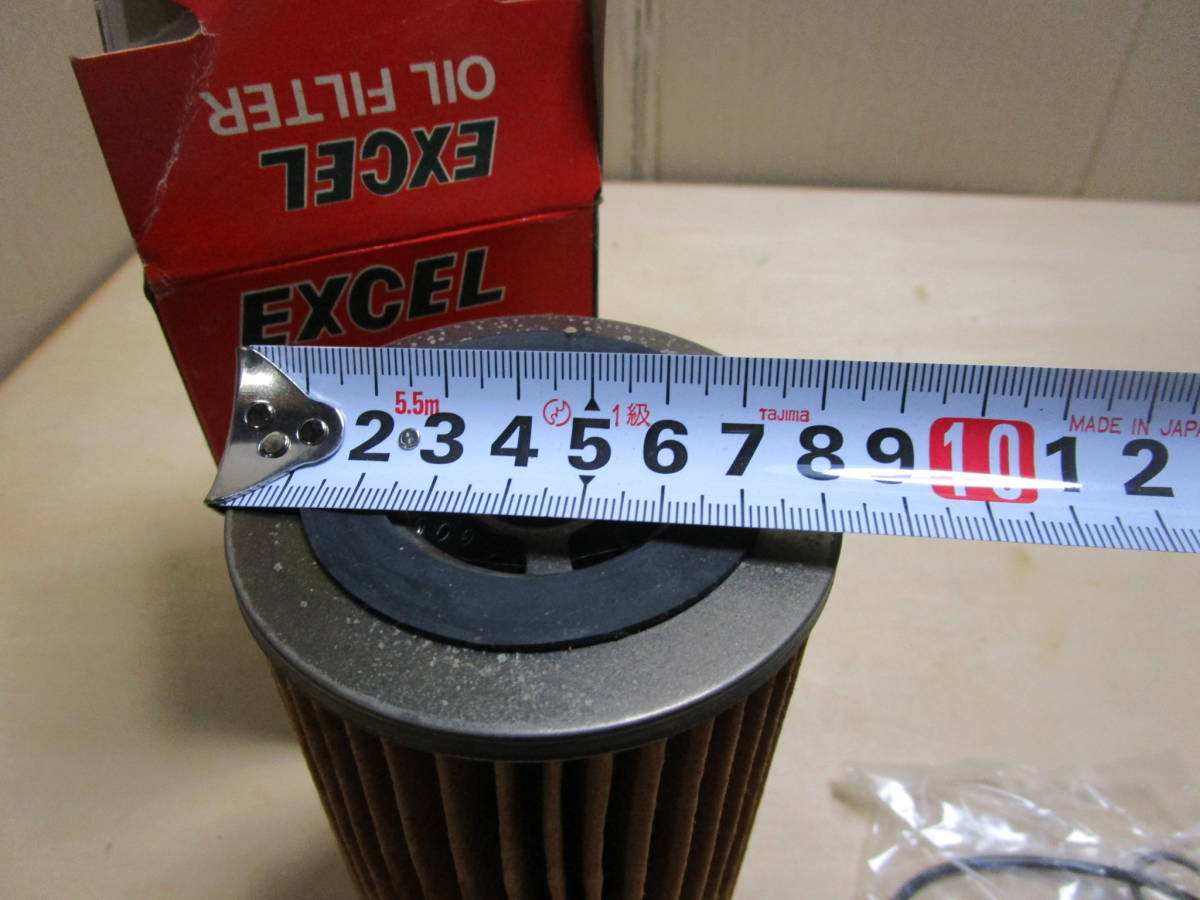 OIL FILTER
EXCEL
EXCEL
5.5m 1級 Tajima MADE IN JAPA
2 3 4 5 6 7 8 9 10 1 2